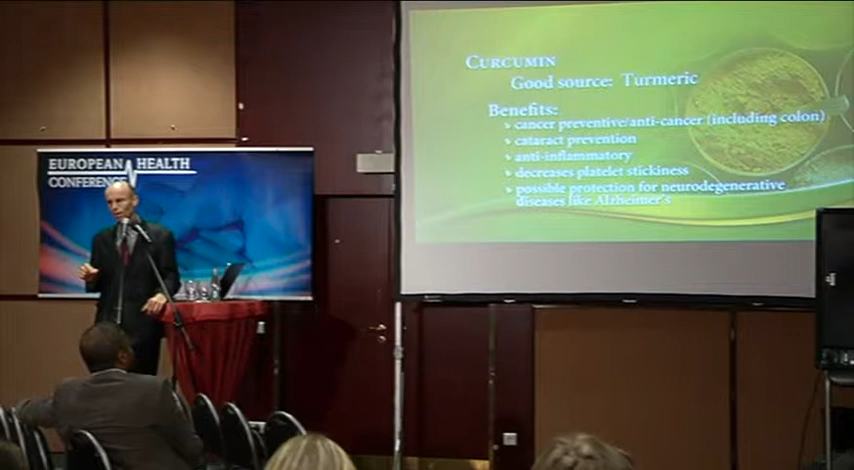 EUROPEAN HEALTH
CONFERENCE
CURCUMIN
Good source: Turmeric
Benefits:
cancer preventive/anti-cancer (including colon)
cataract prevention
anti-inflammatory
decreases platelet stickiness
possible protection for neurodegenerative
diseases like Alzheimer's